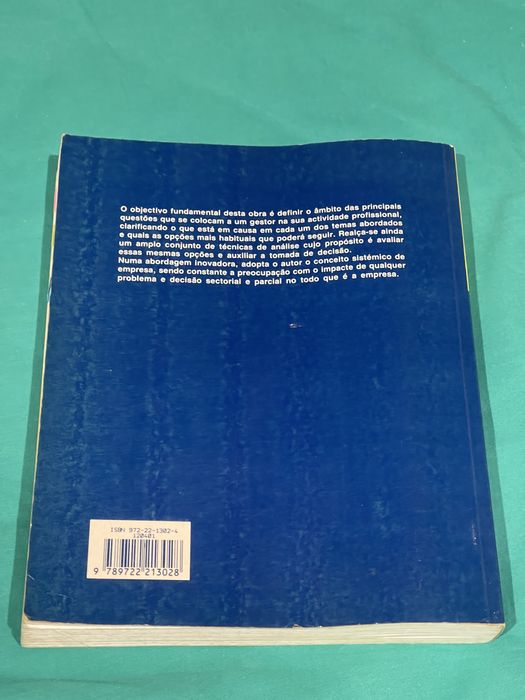 O objectivo fundamental desta obra é definir o âmbito das principais
questões que se colocam a um gestor na sua actividade profissional,
clarificando o que está em causa em cada um dos temas abordados
e quais as opções mais habituais que poderá seguir. Realça-se ainda
um amplo conjunto de técnicas de análise cujo propósito é avaliar
essas mesmas opções e auxiliar a tomada de decisão.
Numa abordagem inovadora, adopta o autor o conceito sistémico de
empresa, sendo constante a preocupação com o impacte de qualquer
problema e decisão sectorial e parcial no todo que é a empresa.
ISBN 972-22-1302-4
120401
9 789722 213028